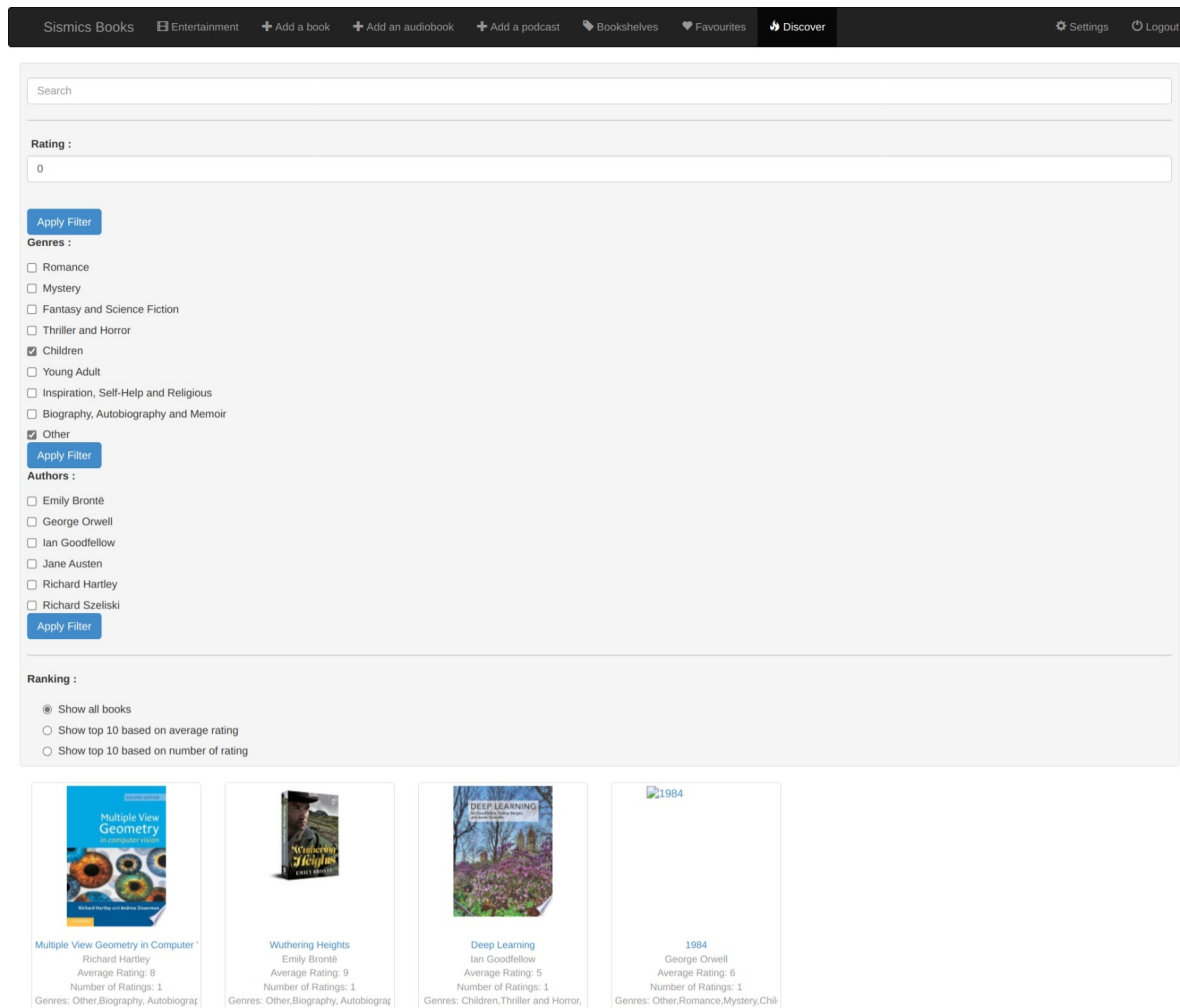 Sismics Books Entertainment Add a book Add an audiobook Add a podcast Bookshelves Favourites Discover Settings Logout
Search
Rating :
0
Apply Filter
Genres :
Romance
Mystery
Fantasy and Science Fiction
Thriller and Horror
Children
Young Adult
Inspiration, Self-Help and Religious
Biography, Autobiography and Memoir
Other
Apply Filter
Authors :
Emily Brontë
George Orwell
Ian Goodfellow
Jane Austen
Richard Hartley
Richard Szeliski
Apply Filter
Ranking :
Show all books
Show top 10 based on average rating
Show top 10 based on number of rating
Multiple View
Geometry
in computer vision
Richard Hartley and Andrew Zisserman
Wuthering
Heights
EMILY BRONTË
DEEP LEARNING
1984
Multiple View Geometry in Computer Wuthering Heights Deep Learning 1984
Richard Hartley Emily Brontë Ian Goodfellow George Orwell
Average Rating: 8 Average Rating: 9 Average Rating: 5 Average Rating: 6
Number of Ratings: 1 Number of Ratings: 1 Number of Ratings: 1 Number of Ratings: 1
Genres: Other,Biography, Autobiograp Genres: Other,Biography, Autobiograp Genres: Children,Thriller and Horror, Genres: Other,Romance,Mystery,Chil